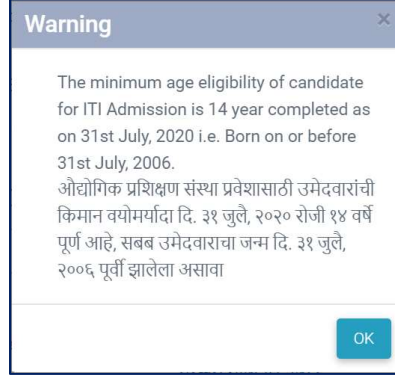 Warning
×
The minimum age eligibility of candidate
for ITI Admission is 14 year completed as
on 31st July, 2020 i.e. Born on or before
31st July, 2006.
औद्योगिक प्रशिक्षण संस्था प्रवेशासाठी उमेदवारांची
किमान वयोमर्यादा दि. ३१ जुलै, २०२० रोजी १४ वर्षे
पूर्ण आहे, सबब उमेदवाराचा जन्म दि. ३१ जुलै,
२००६ पूर्वी झालेला असावा
OK